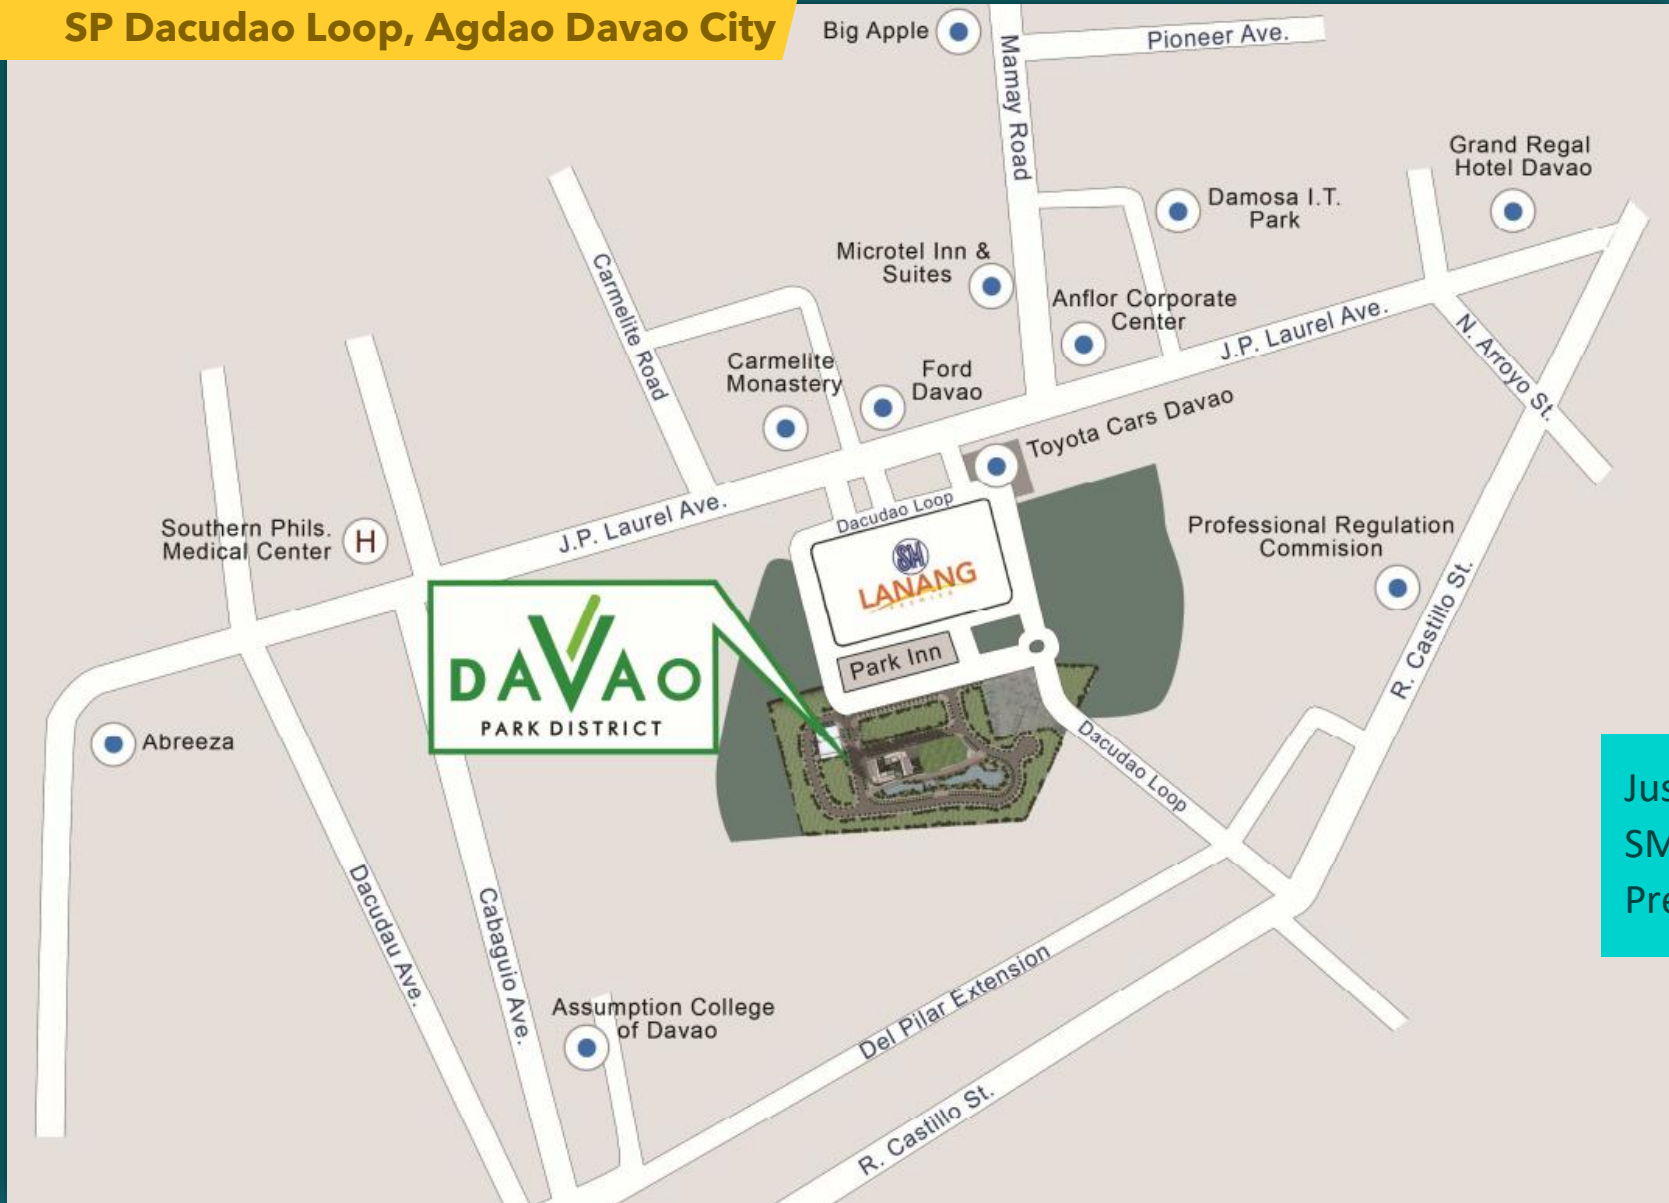 SP Dacudao Loop, Agdao Davao City
Big Apple
Mamay Road
Pioneer Ave.
Grand Regal
Hotel Davao
Damosa I.T.
Park
Microtel Inn &
Suites
Carmelite Road
Anflor Corporate
Center
J.P. Laurel Ave.
N. Arroyo St.
Carmelite
Monastery
Ford
Davao
Toyota Cars Davao
J.P. Laurel Ave.
Dacudao Loop
Southern Phils.
Medical Center
H
Professional Regulation
Commision
SM
LANANG
PREMIER
R. Castillo St.
Park Inn
DAVAO
PARK DISTRICT
Abreeza
Dacudao Loop
SM
Dacudau Ave.
Cabaguio Ave.
Assumption College
of Davao
Del Pilar Extension
R. Castillo St.